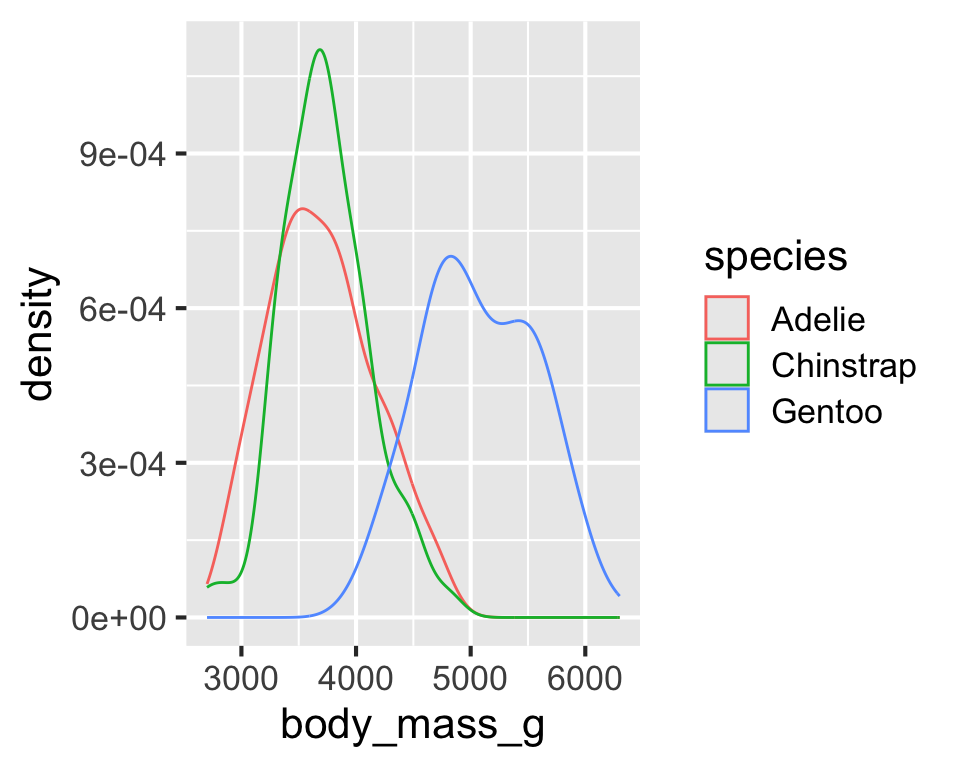 density
9e-04
6e-04
3e-04
0e+00
3000 4000 5000 6000
body_mass_g
species
Adelie
Chinstrap
Gentoo